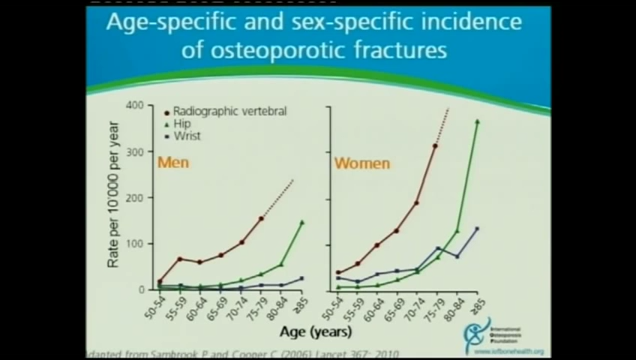 Age-specific and sex-specific incidence
of osteoporotic fractures
Rate per 10'000 per year
400
300
200
100
0
Radiographic vertebral
Hip
Wrist
Men
Women
50-54
55-59
60-64
65-69
70-74
75-79
80-84
≥85
50-54
55-59
60-64
65-69
70-74
75-79
80-84
≥85
Age (years)
International
Osteoporosis
Foundation
www.iofbonehealth.org
Adapted from Sambrook P and Cooper C (2006) Lancet 367: 2010